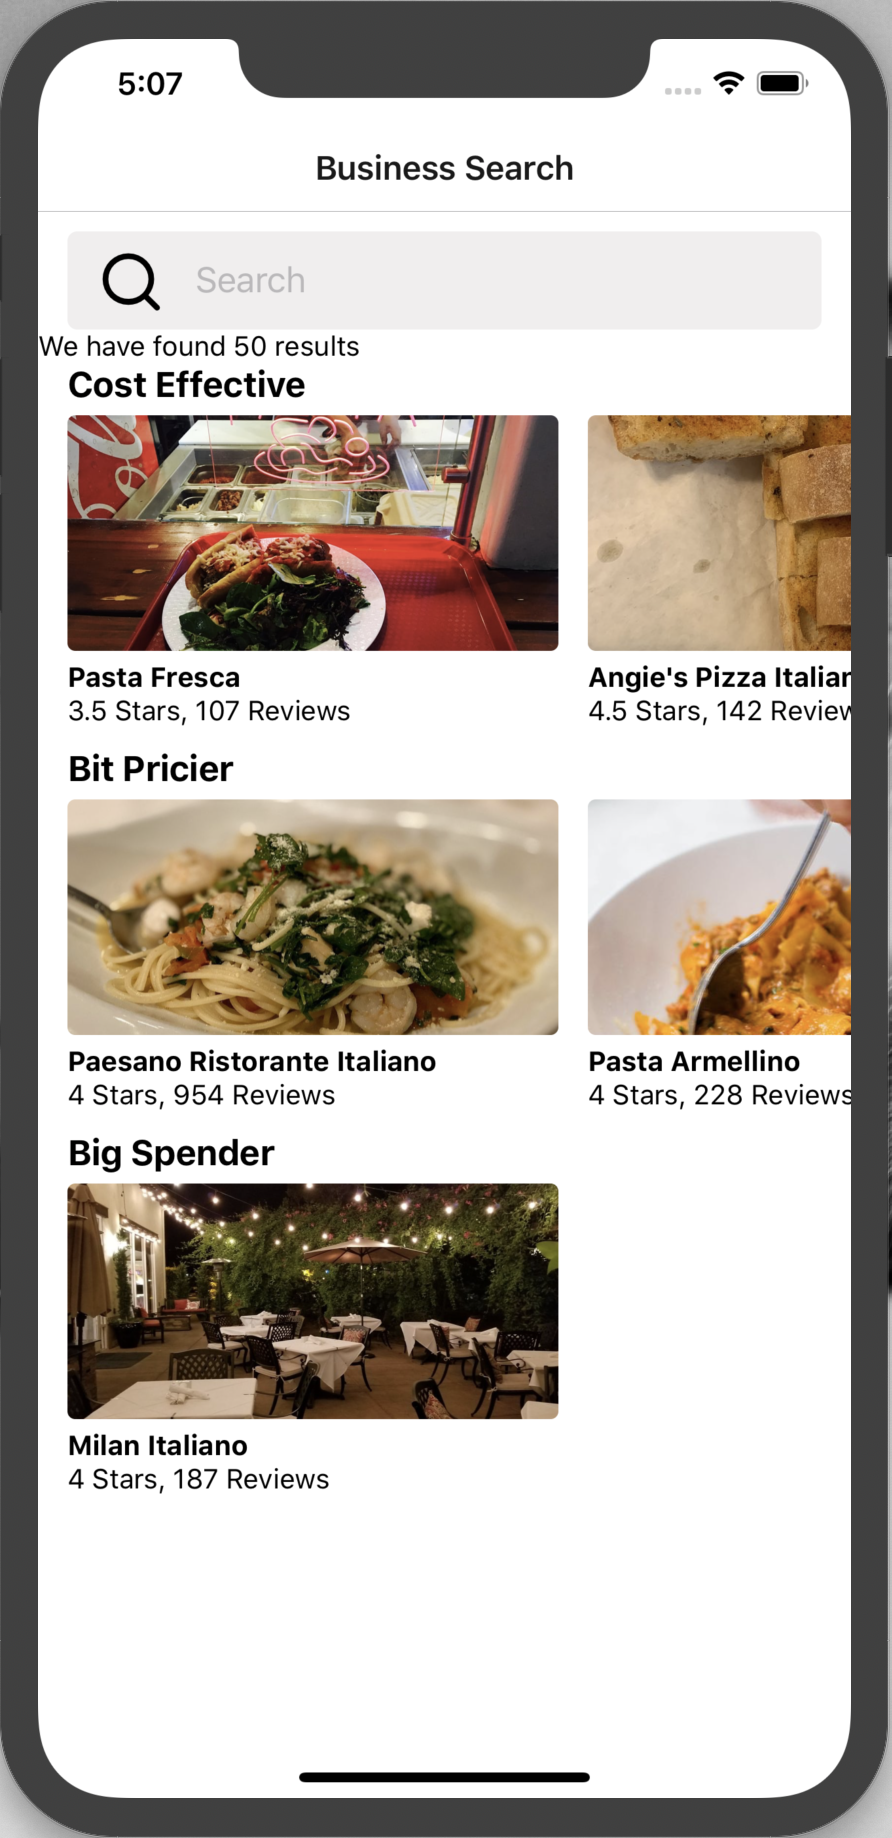 5:07
Business Search
Search
We have found 50 results
Cost Effective
Pasta Fresca
3.5 Stars, 107 Reviews
Angie's Pizza
4.5 Stars, 142
Bit Pricier
Paesano Ristorante Italiano
4 Stars, 954 Reviews
Pasta Armellino
4 Stars, 228 Reviews
Big Spender
Milan Italiano
4 Stars, 187 Reviews